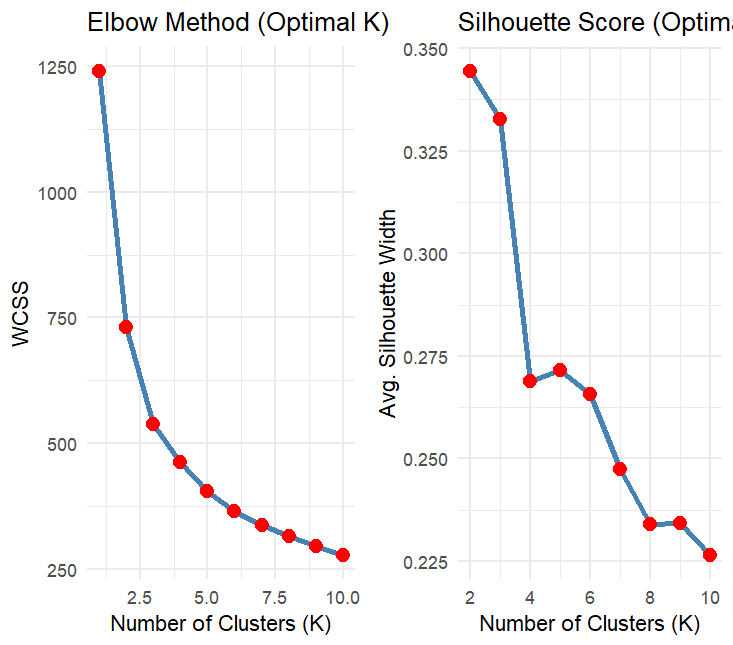 Elbow Method (Optimal K)
1250
1000
750
500
250
WCSS
2.5 5.0 7.5 10.0
Number of Clusters (K)
Silhouette Score (Optima
0.350
0.325
0.300
0.275
0.250
0.225
Avg. Silhouette Width
2 4 6 8 10
Number of Clusters (K)